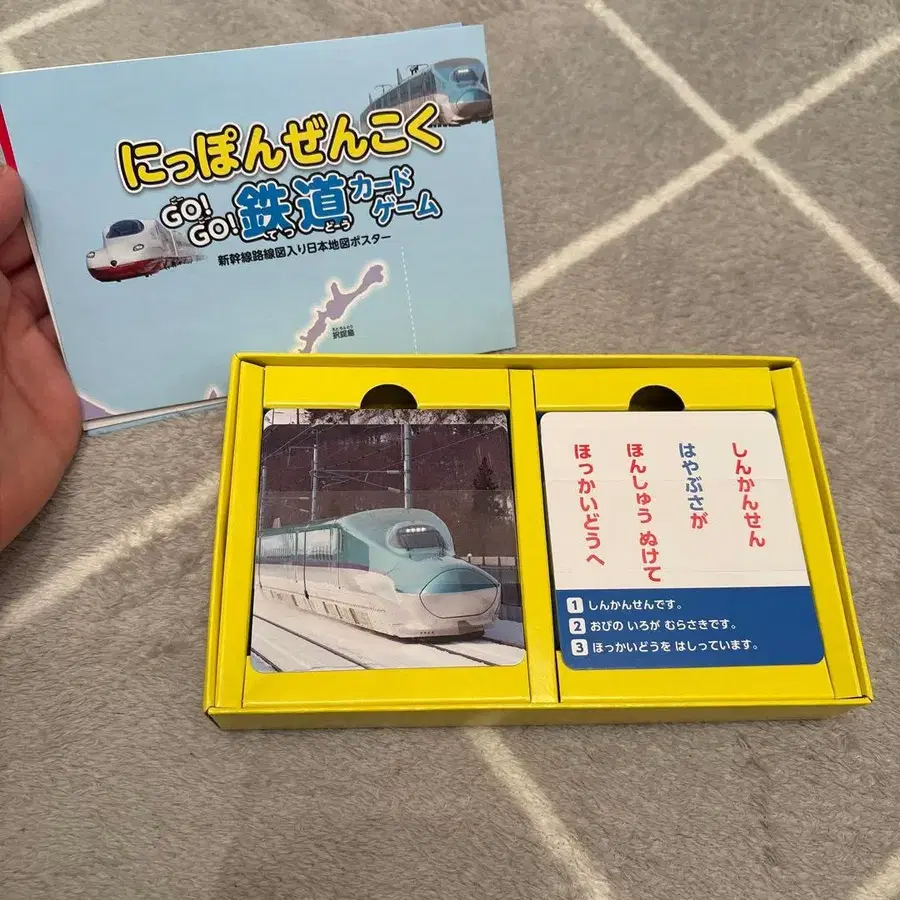 にっぽんぜんこく
GO!
GO!
鉄道
てつ どーう
カード
ゲーム
新幹線路線図入り日本地図ポスター
択捉島
しんかんせん
はやぶさが
ほんしゅう ぬけて
ほっかいどうへ
1 しんかんせんです。
2 おびの いろが むらさきです。
3 ほっかいどうを はしっています。